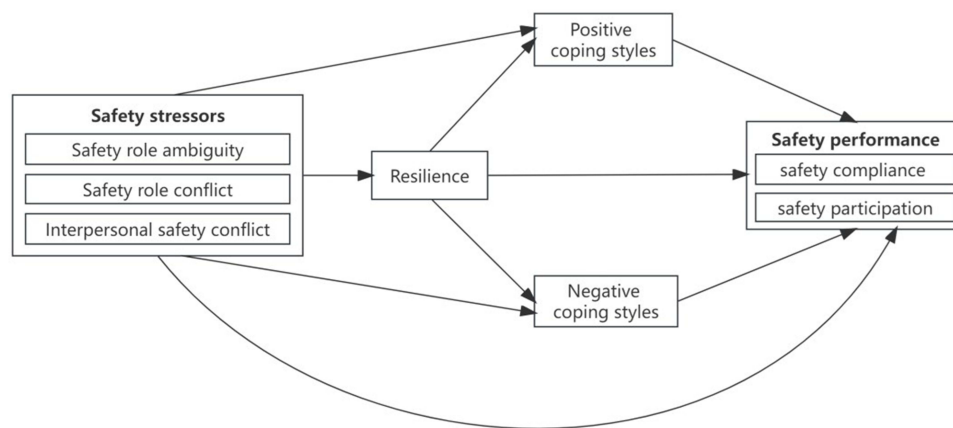 Positive
coping styles
Safety stressors
Safety role ambiguity
Safety role conflict
Interpersonal safety conflict
Resilience
Safety performance
safety compliance
safety participation
Negative
coping styles